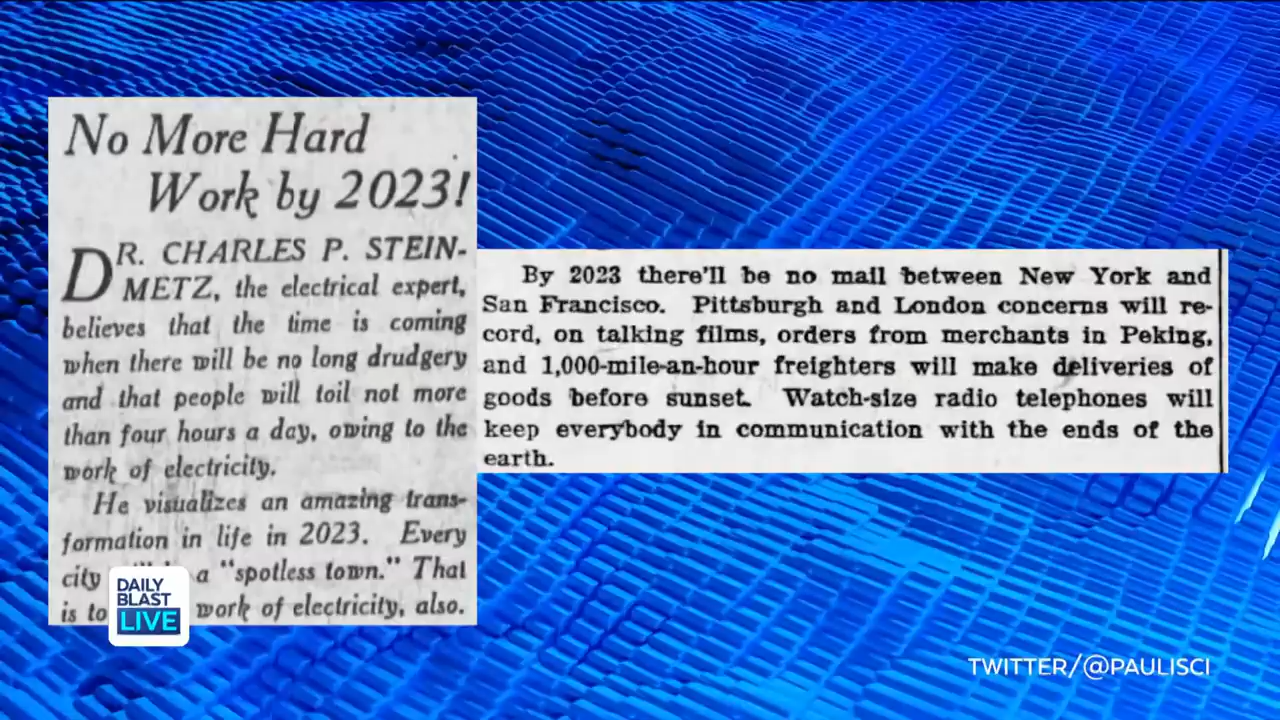 No More Hard
Work by 2023!
DR. CHARLES P. STEIN-
METZ, the electrical expert,
believes that the time is coming
when there will be no long drudgery
and that people will toil not more
than four hours a day, owing to the
work of electricity.
He visualizes an amazing trans-
formation in life in 2023. Every
city a "spotless town." That
is to work of electricity, also.
By 2023 there'll be no mail between New York and
San Francisco. Pittsburgh and London concerns will re-
cord, on talking films, orders from merchants in Peking,
and 1,000-mile-an-hour freighters will make deliveries of
goods before sunset. Watch-size radio telephones will
keep everybody in communication with the ends of the
earth.
DAILY
BLAST
LIVE
TWITTER/@PAULISCI